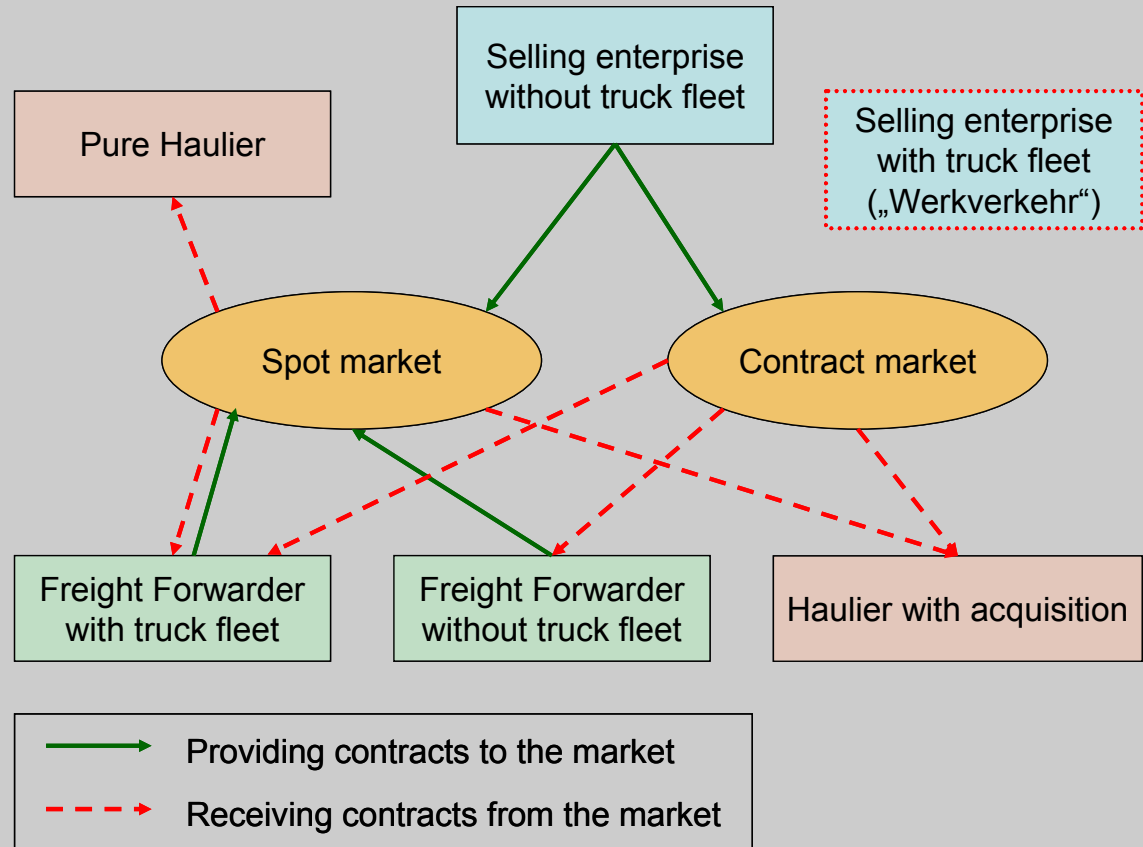 Selling enterprise
without truck fleet
Pure Haulier
Selling enterprise
with truck fleet
(„Werkverkehr“)
Spot market
Contract market
Freight Forwarder
with truck fleet
Freight Forwarder
without truck fleet
Haulier with acquisition
Providing contracts to the market
Receiving contracts from the market